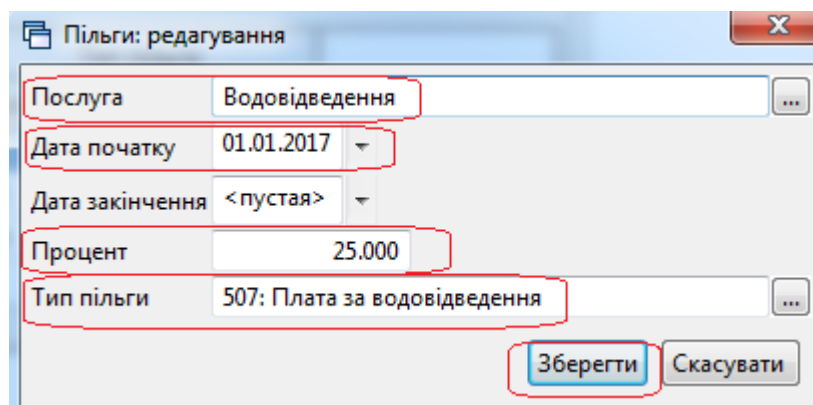 Пільги: редагування
Послуга Водовідведення ...
Дата початку 01.01.2017
Дата закінчення <пустая>
Процент 25.000
Тип пільги 507: Плата за водовідведення ...
Зберегти Скасувати